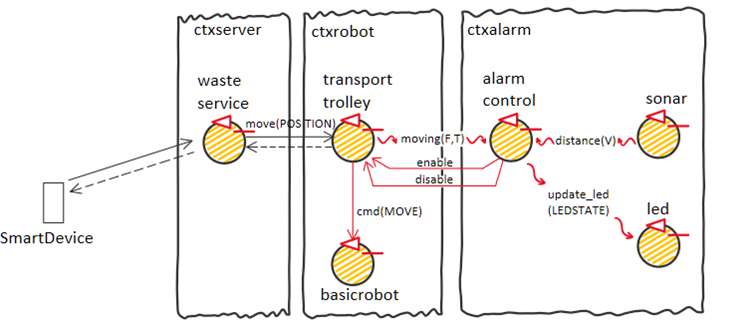 ctxserver
ctxrobot
ctxalarm
waste
service
transport
trolley
alarm
control
sonar
move(POSITION)
moving(F,T)
distance(V)
enable
disable
update_led
(LEDSTATE)
led
cmd(MOVE)
SmartDevice
basicrobot